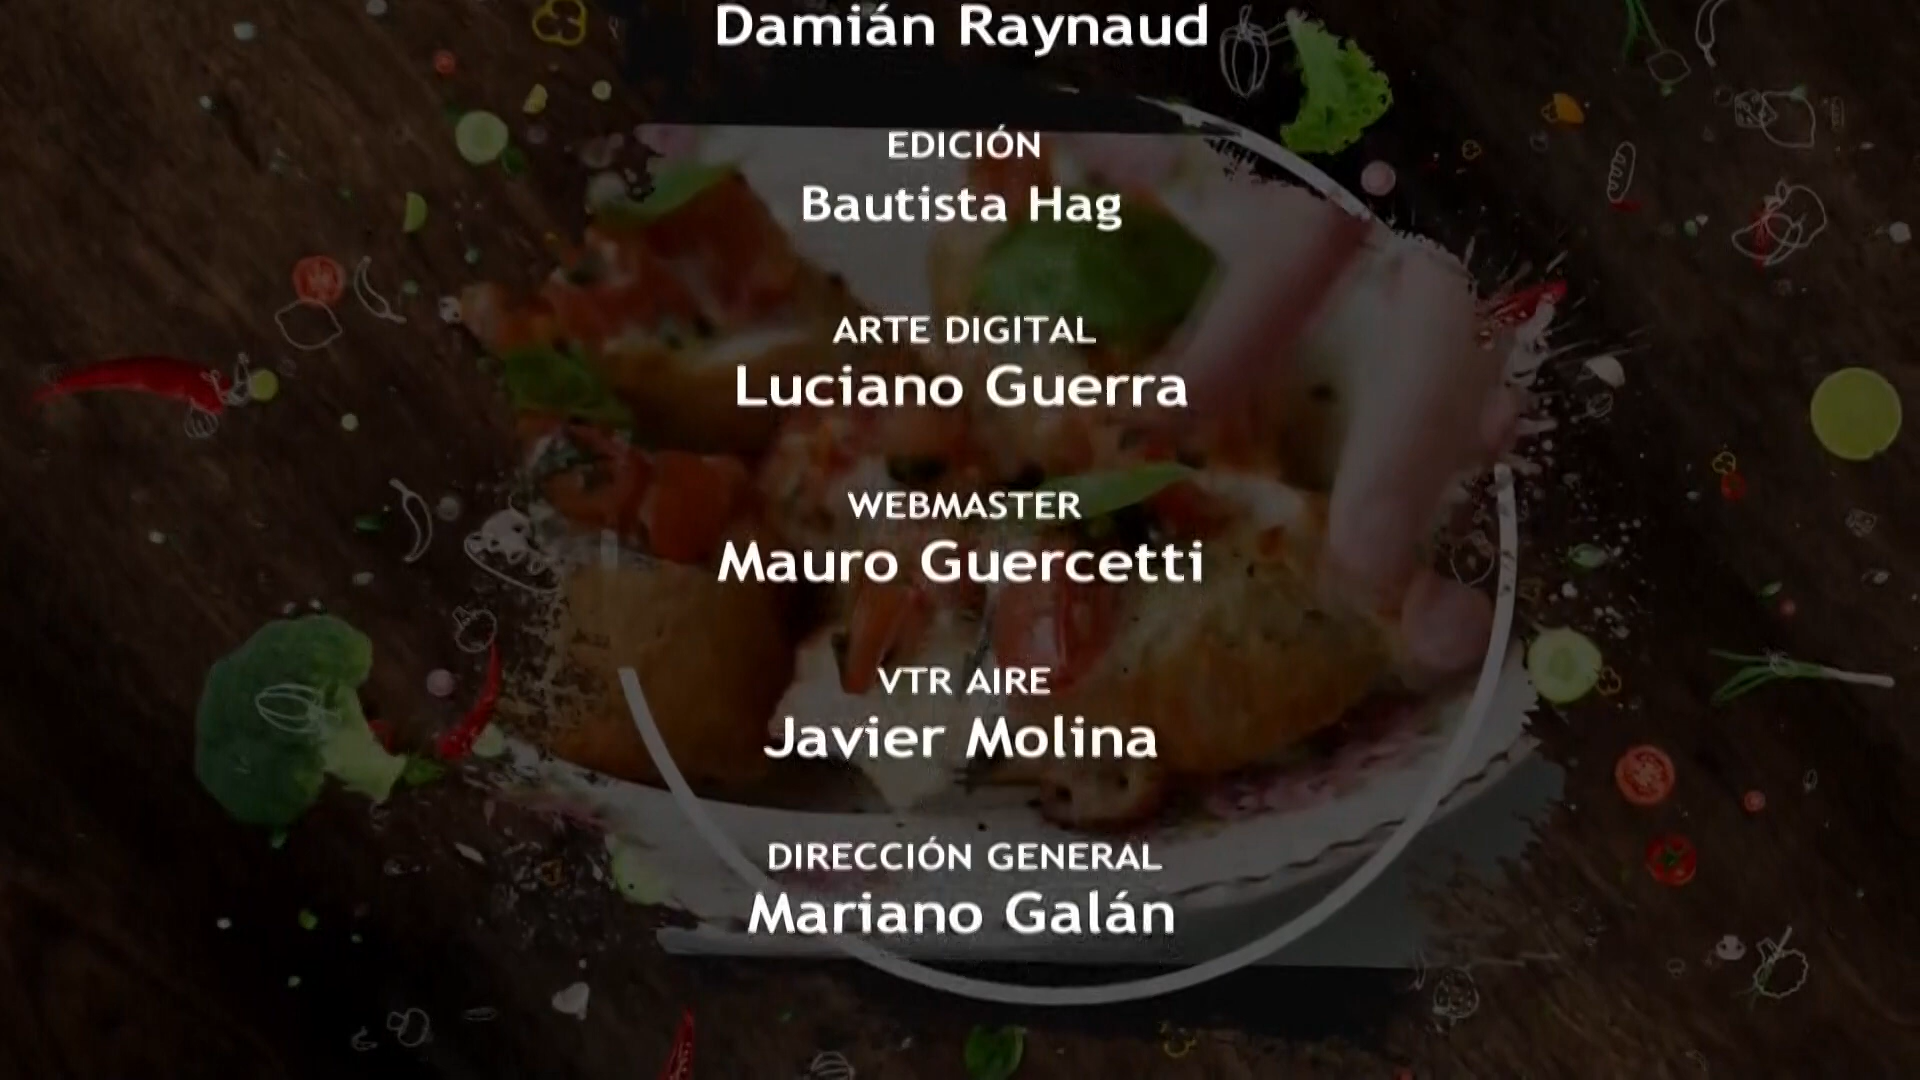 Damián Raynaud
EDICIÓN
Bautista Hag
ARTE DIGITAL
Luciano Guerra
WEBMASTER
Mauro Guercetti
VTR AIRE
Javier Molina
DIRECCIÓN GENERAL
Mariano Galán